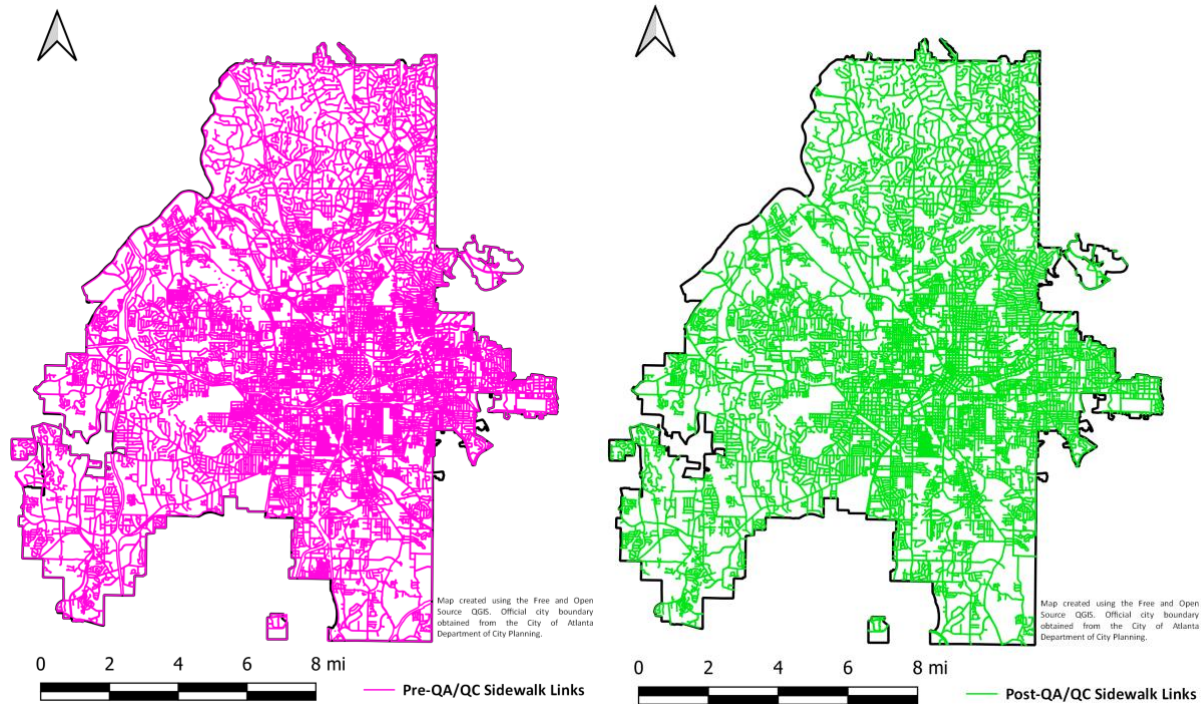 Map created using the Free and Open
Source QGIS. Official city boundary
obtained from the City of Atlanta
Department of City Planning.
0 2 4 6 8 mi
Pre-QA/QC Sidewalk Links
Map created using the Free and Open
Source QGIS. Official city boundary
obtained from the City of Atlanta
Department of City Planning.
0 2 4 6 8 mi
Post-QA/QC Sidewalk Links